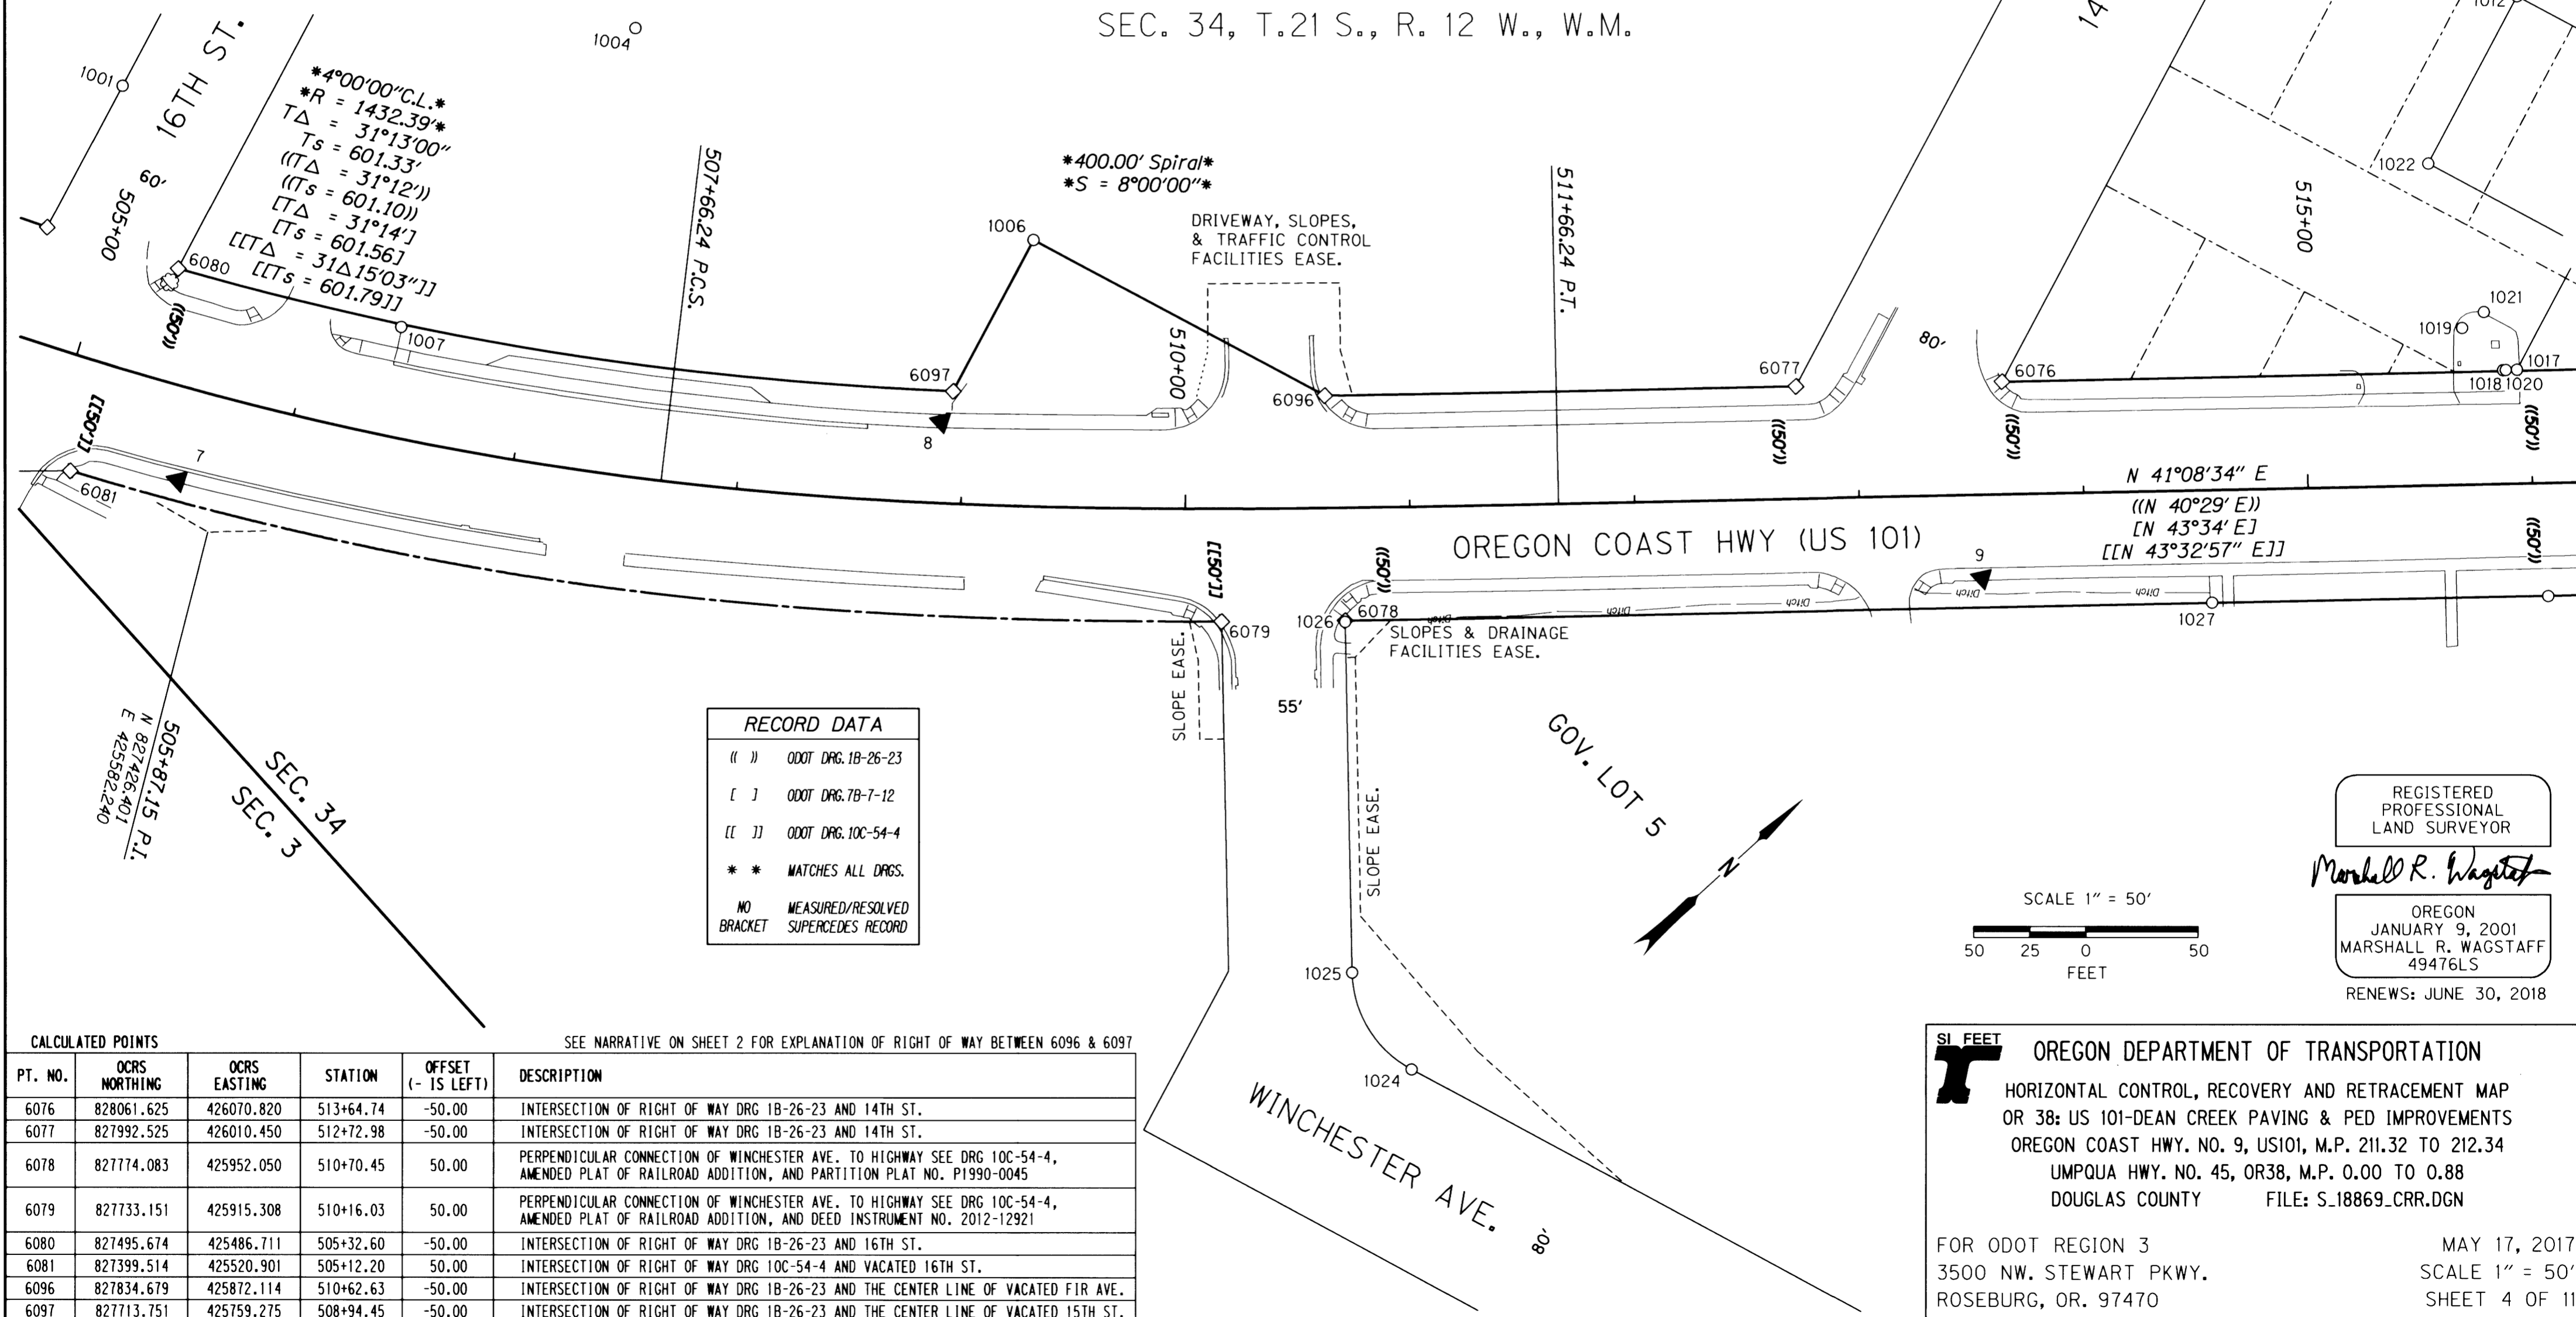 SEC. 34, T.21 S., R. 12 W., W.M.
1012
14
1004
1001
16TH ST.
60'
505+00
*4°00'00"C.L.*
*R = 1432.39'*
T△ = 31°13'00"
Ts = 601.33'
((T△ = 31°12'))
((Ts = 601.10))
[T△ = 31°14']
[Ts = 601.56]
[[T△ = 31△15'03"]]
[[Ts = 601.79]]
6080
((50'))
1007
507+66.24 P.C.S.
*400.00' Spiral*
*S = 8°00'00"*
1006
DRIVEWAY, SLOPES,
& TRAFFIC CONTROL
FACILITIES EASE.
511+66.24 P.T.
6097
8
510+00
6096
6077
((50'))
80'
6076
((50'))
515+00
1022
1021
1019
1017
1018
1020
((50'))
[[50']]
7
6081
N 41°08'34" E
((N 40°29' E))
[N 43°34' E]
[[N 43°32'57" E]]
OREGON COAST HWY (US 101)
9
((50'))
[[50']]
((50'))
6079
1026
6078
Ditch
Ditch
Ditch
Ditch
Ditch
1027
SLOPES & DRAINAGE
FACILITIES EASE.
SLOPE EASE.
55'
SLOPE EASE.
GOV. LOT 5
N
505+87.15 P.I.
N 827426.401
E 425582.240
SEC. 34
SEC. 3
RECORD DATA
(( )) ODOT DRG. 1B-26-23
[ ] ODOT DRG. 7B-7-12
[[ ]] ODOT DRG. 10C-54-4
* * MATCHES ALL DRGS.
NO BRACKET MEASURED/RESOLVED
SUPERCEDES RECORD
1025
1024
WINCHESTER AVE.
80'
SCALE 1" = 50'
50 25 0 50
FEET
REGISTERED
PROFESSIONAL
LAND SURVEYOR
Marshall R. Wagstaff
OREGON
JANUARY 9, 2001
MARSHALL R. WAGSTAFF
49476LS
RENEWS: JUNE 30, 2018
CALCULATED POINTS
SEE NARRATIVE ON SHEET 2 FOR EXPLANATION OF RIGHT OF WAY BETWEEN 6096 & 6097
PT. NO. OCRS NORTHING OCRS EASTING STATION OFFSET (- IS LEFT) DESCRIPTION
6076 828061.625 426070.820 513+64.74 -50.00 INTERSECTION OF RIGHT OF WAY DRG 1B-26-23 AND 14TH ST.
6077 827992.525 426010.450 512+72.98 -50.00 INTERSECTION OF RIGHT OF WAY DRG 1B-26-23 AND 14TH ST.
6078 827774.083 425952.050 510+70.45 50.00 PERPENDICULAR CONNECTION OF WINCHESTER AVE. TO HIGHWAY SEE DRG 10C-54-4,
AMENDED PLAT OF RAILROAD ADDITION, AND PARTITION PLAT NO. P1990-0045
6079 827733.151 425915.308 510+16.03 50.00 PERPENDICULAR CONNECTION OF WINCHESTER AVE. TO HIGHWAY SEE DRG 10C-54-4,
AMENDED PLAT OF RAILROAD ADDITION, AND DEED INSTRUMENT NO. 2012-12921
6080 827495.674 425486.711 505+32.60 -50.00 INTERSECTION OF RIGHT OF WAY DRG 1B-26-23 AND 16TH ST.
6081 827399.514 425520.901 505+12.20 50.00 INTERSECTION OF RIGHT OF WAY DRG 10C-54-4 AND VACATED 16TH ST.
6096 827834.679 425872.114 510+62.63 -50.00 INTERSECTION OF RIGHT OF WAY DRG 1B-26-23 AND THE CENTER LINE OF VACATED FIR AVE.
6097 827713.751 425759.275 508+94.45 -50.00 INTERSECTION OF RIGHT OF WAY DRG 1B-26-23 AND THE CENTER LINE OF VACATED 15TH ST.
SI FEET
OREGON DEPARTMENT OF TRANSPORTATION
HORIZONTAL CONTROL, RECOVERY AND RETRACEMENT MAP
OR 38: US 101-DEAN CREEK PAVING & PED IMPROVEMENTS
OREGON COAST HWY. NO. 9, US101, M.P. 211.32 TO 212.34
UMPQUA HWY. NO. 45, OR38, M.P. 0.00 TO 0.88
DOUGLAS COUNTY FILE: S_18869_CRR.DGN
FOR ODOT REGION 3 MAY 17, 2017
3500 NW. STEWART PKWY. SCALE 1" = 50'
ROSEBURG, OR. 97470 SHEET 4 OF 11